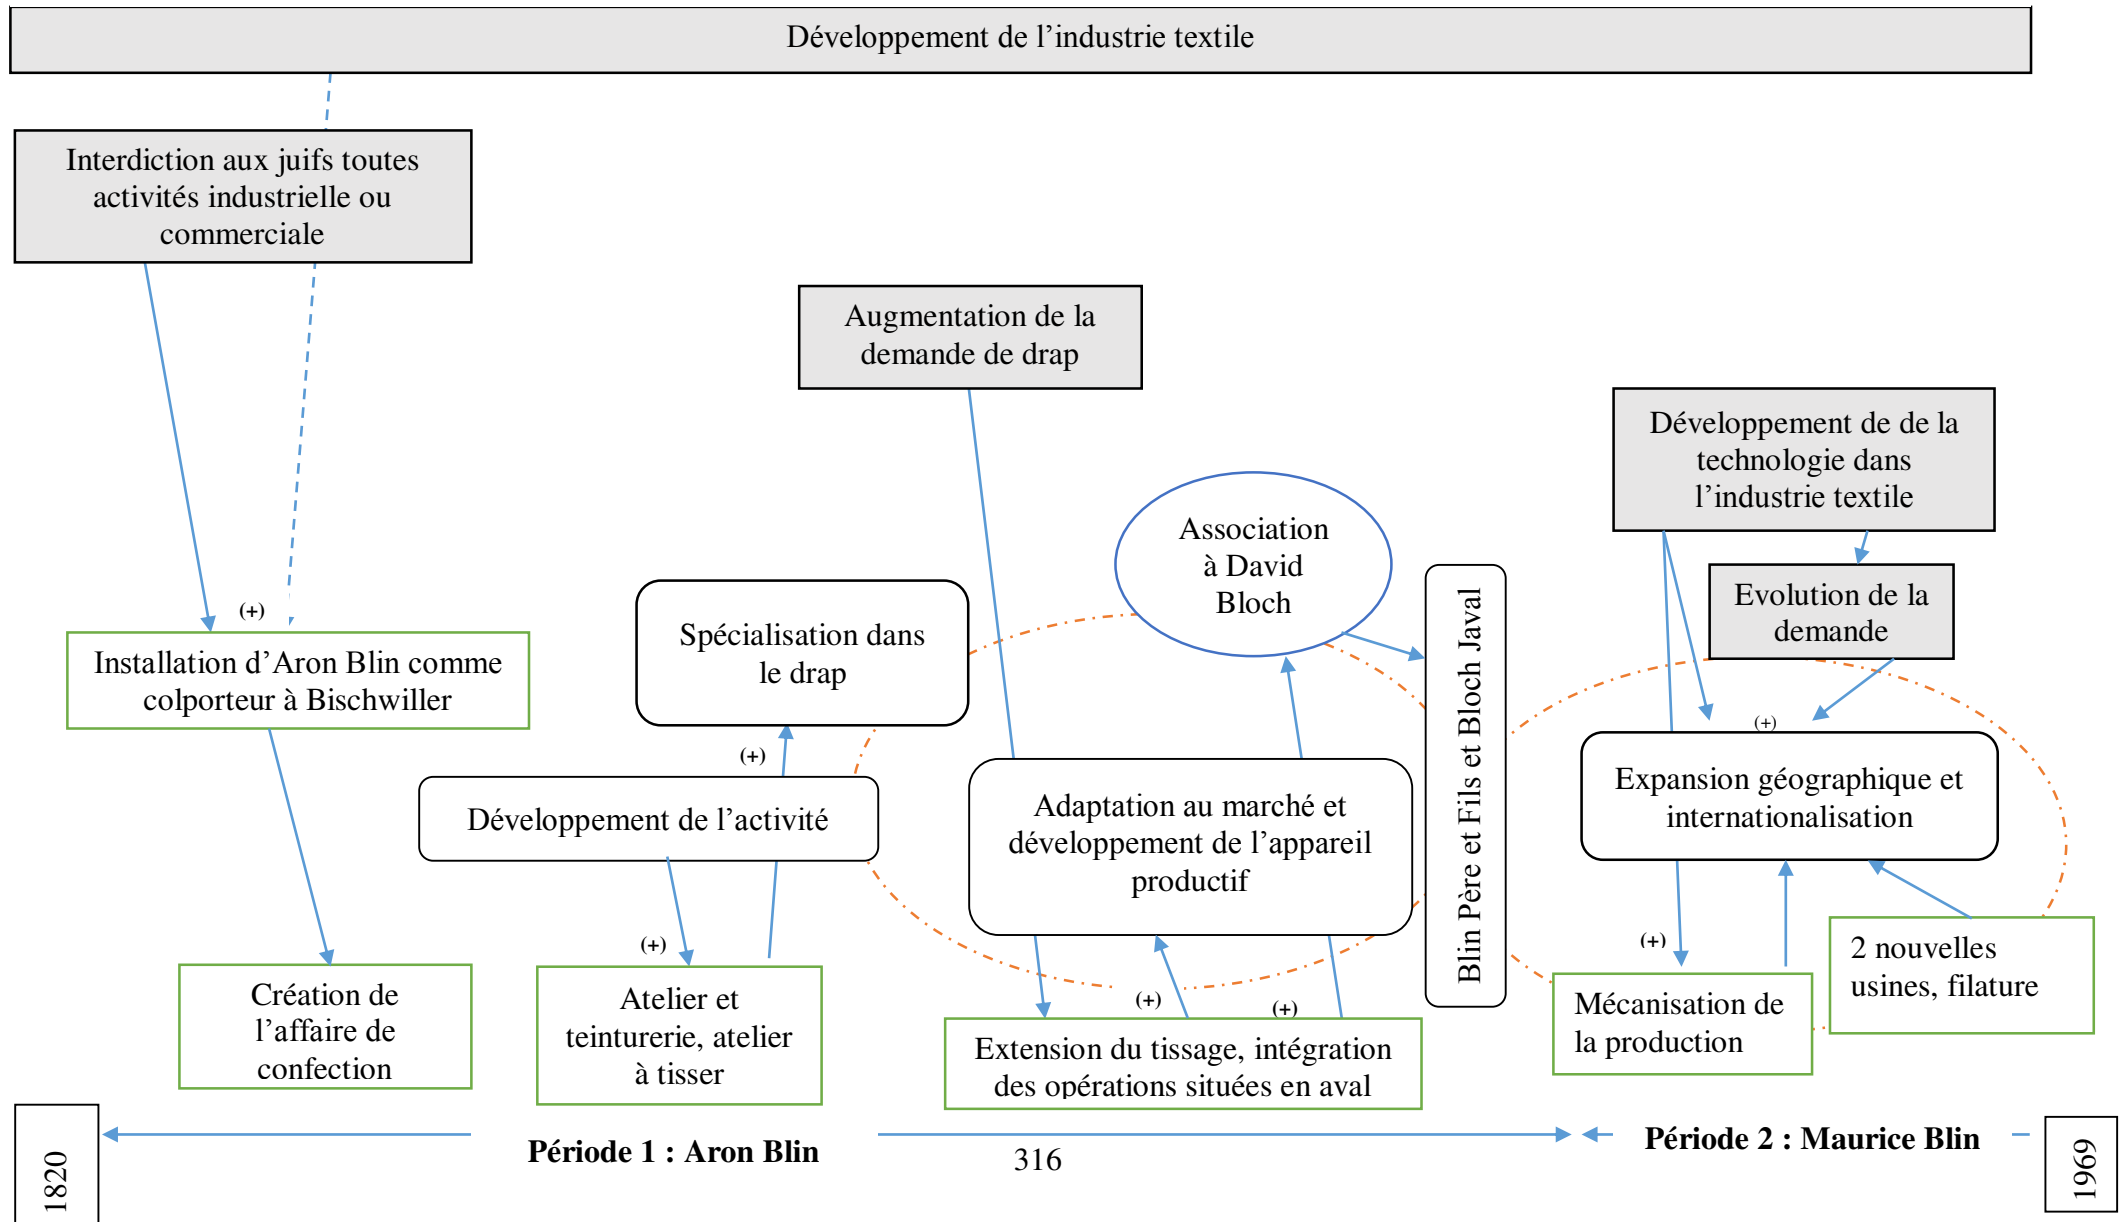 Développement de l’industrie textile
Interdiction aux juifs toutes
activités industrielle ou
commerciale
Augmentation de la
demande de drap
Développement de de la
technologie dans
l’industrie textile
Association
à David
Bloch
Evolution de la
demande
Blin Père et Fils et Bloch Javal
(+)
Installation d’Aron Blin comme
colporteur à Bischwiller
Spécialisation dans
le drap
(+)
Développement de l’activité
Adaptation au marché et
développement de l’appareil
productif
(+)
Expansion géographique et
internationalisation
(+)
(+)
2 nouvelles
usines, filature
Création de
l’affaire de
confection
Atelier et
teinturerie, atelier
à tisser
(+)
(+)
Extension du tissage, intégration
des opérations situées en aval
Mécanisation de
la production
1820
Période 1 : Aron Blin
316
Période 2 : Maurice Blin
1969